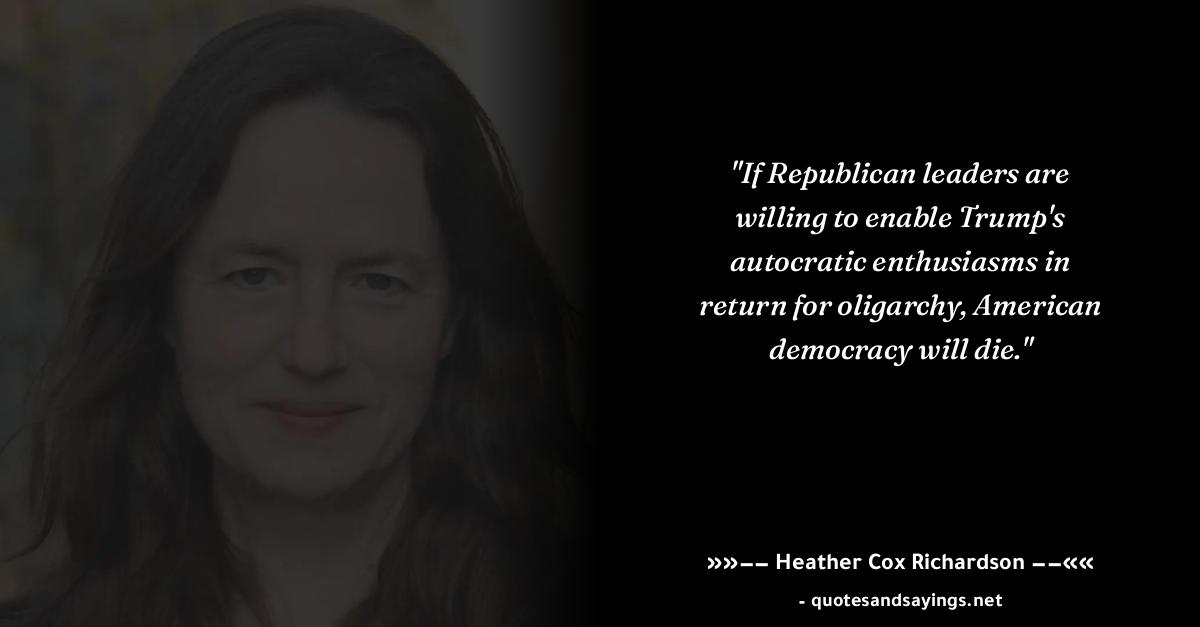 "If Republican leaders are
willing to enable Trump's
autocratic enthusiasms in
return for oligarchy, American
democracy will die."
»»−− Heather Cox Richardson −−««
- quotesandsayings.net